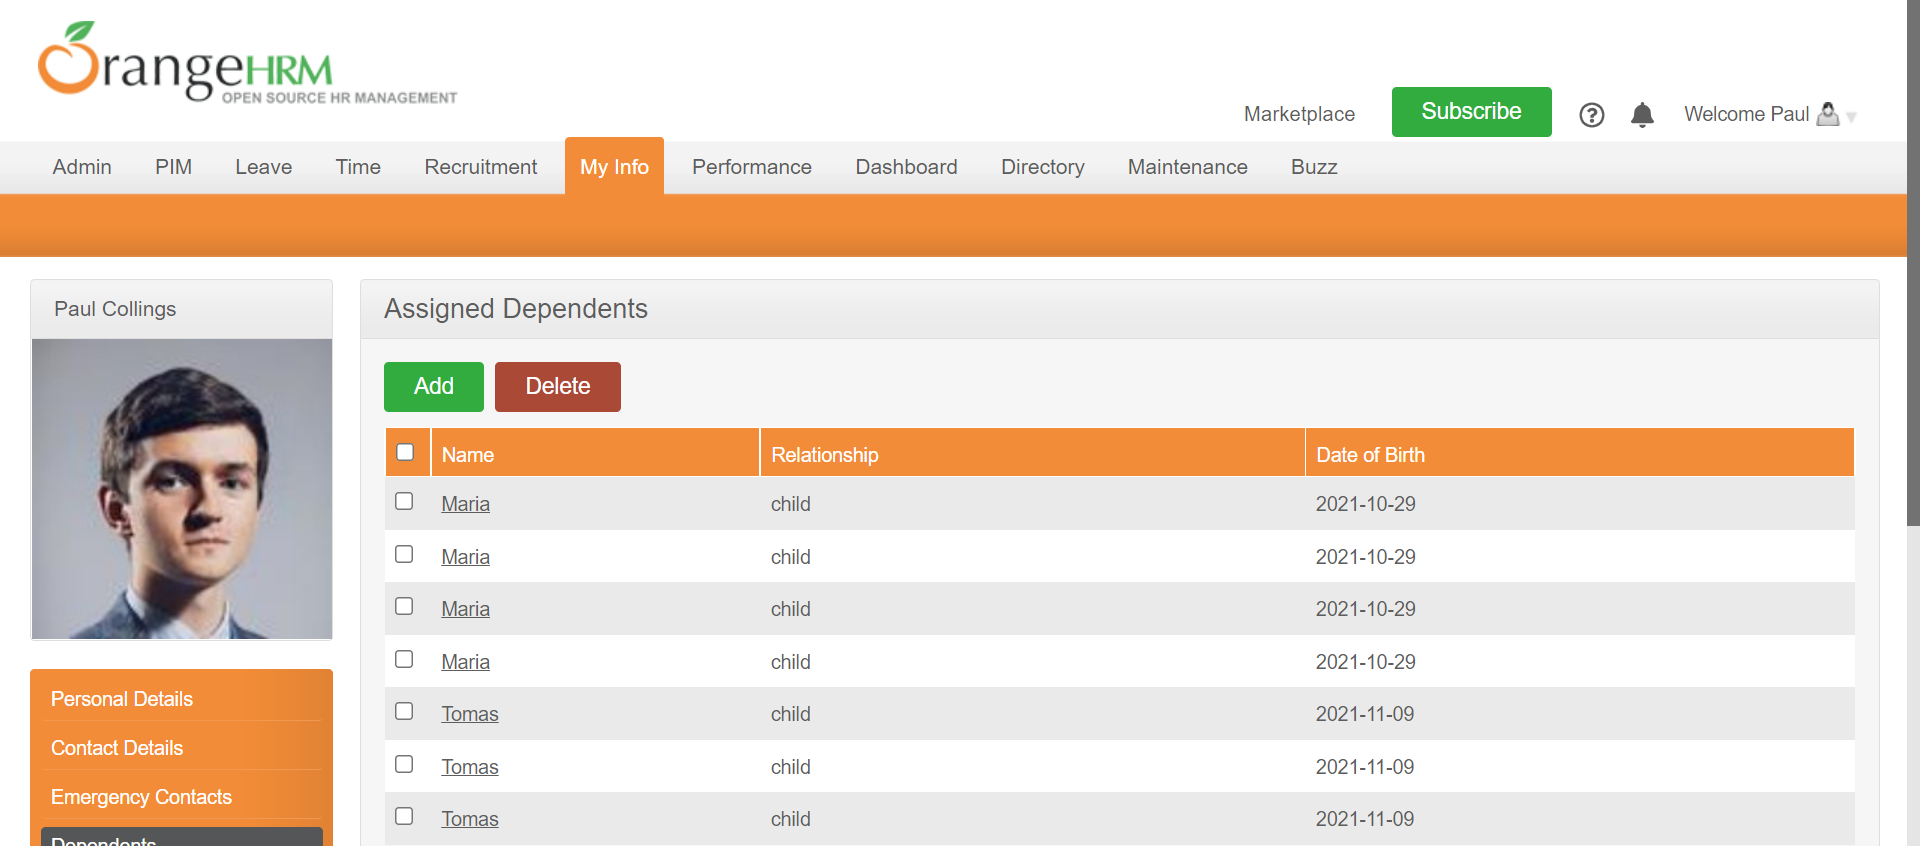 OrangeHRM
OPEN SOURCE HR MANAGEMENT
Marketplace
Subscribe
?
Welcome Paul
Admin PIM Leave Time Recruitment My Info Performance Dashboard Directory Maintenance Buzz
Paul Collings
Assigned Dependents
Add Delete
Name Relationship Date of Birth
Maria child 2021-10-29
Maria child 2021-10-29
Maria child 2021-10-29
Maria child 2021-10-29
Tomas child 2021-11-09
Tomas child 2021-11-09
Tomas child 2021-11-09
Personal Details
Contact Details
Emergency Contacts
Dependents